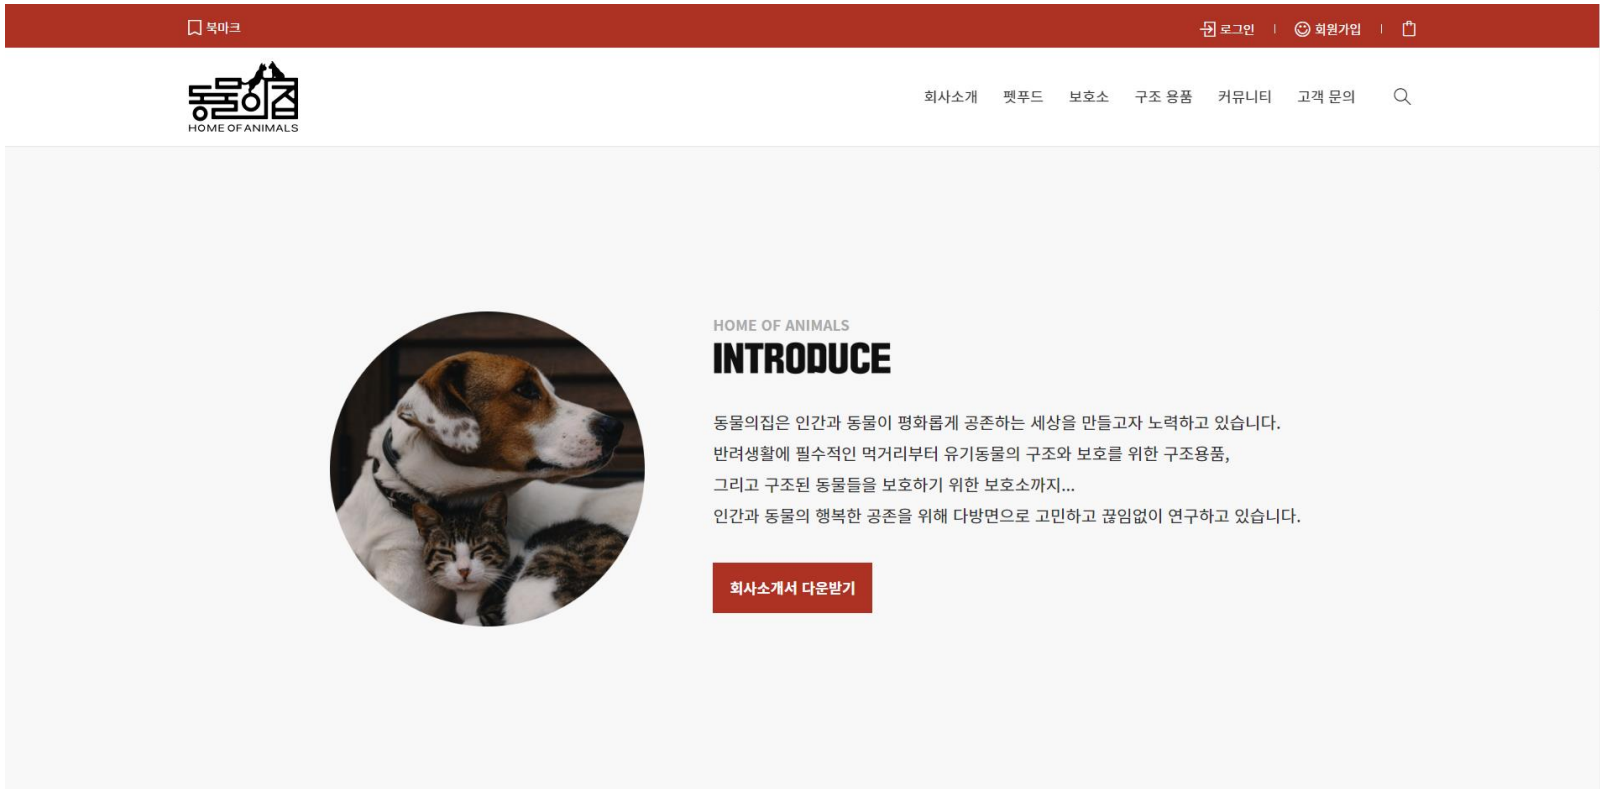 북마크
로그인
회원가입
동물의집
HOME OF ANIMALS
회사소개 펫푸드 보호소 구조 용품 커뮤니티 고객 문의
HOME OF ANIMALS
INTRODUCE
동물의집은 인간과 동물이 평화롭게 공존하는 세상을 만들고자 노력하고 있습니다.
반려생활에 필수적인 먹거리부터 유기동물의 구조와 보호를 위한 구조용품,
그리고 구조된 동물들을 보호하기 위한 보호소까지...
인간과 동물의 행복한 공존을 위해 다방면으로 고민하고 끊임없이 연구하고 있습니다.
회사소개서 다운받기